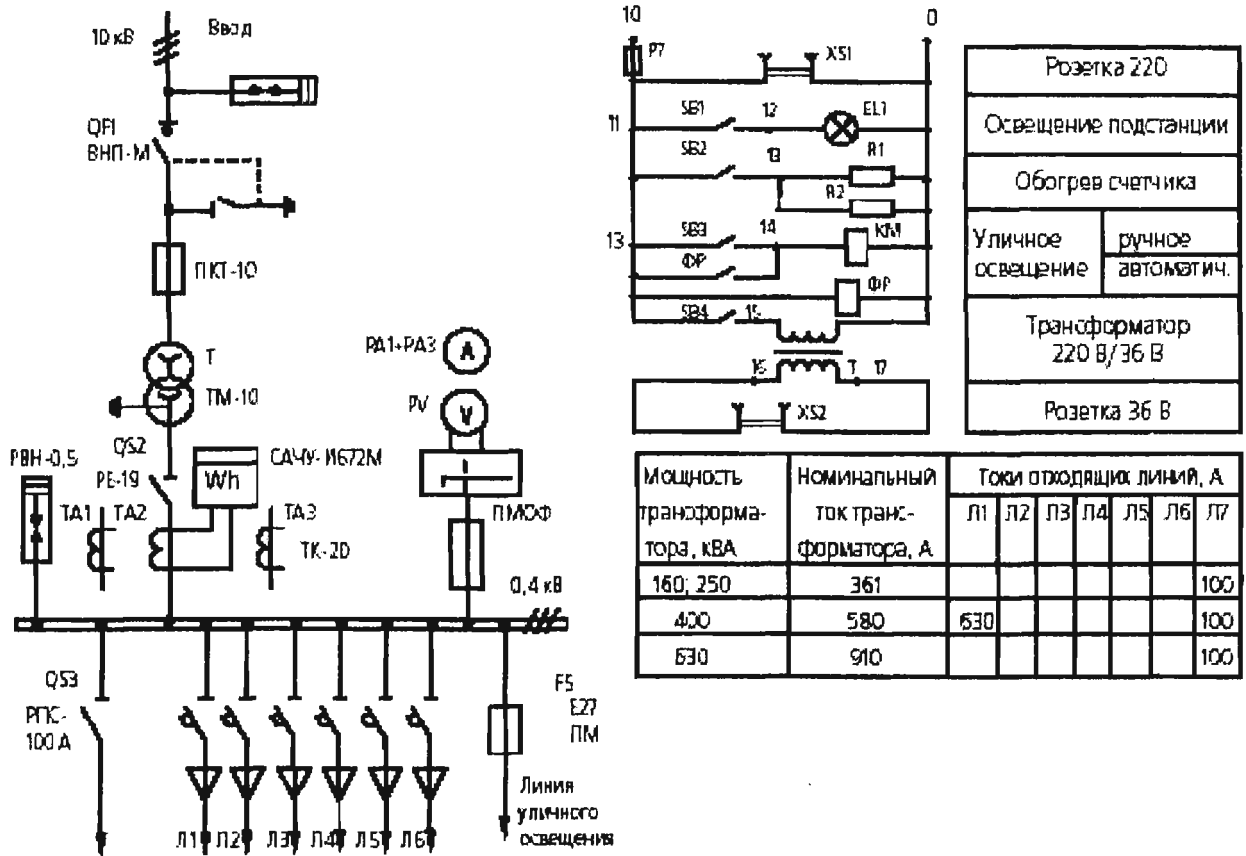 10 кВ
Ввод
QF1
ВНП-М
ПКТ-10
Т
ТМ-10
РА1+РА3
А
PV
V
QS2
РВН-0,5
РЕ-19
Wh
САЧУ-И672М
ТА1
ТА2
ТА3
ТК-20
ПМОФ
0,4 кВ
QS3
РПС-
100 А
F5
Е27
ПМ
Линия
уличного
освещения
Л1
Л2
Л3
Л4
Л5
Л6
10
0
Р7
XS1
11
SB1
12
EL1
SB2
13
R1
R2
13
SB3
14
КМ
ФР
ФР
SB4
15
16
Т
17
XS2
Розетка 220
Освещение подстанции
Обогрев счетчика
Уличное
освещение
ручное
автоматич.
Трансформатор
220 В/36 В
Розетка 36 В
Мощность
трансформа-
тора, кВА
Номинальный
ток транс-
форматора, А
Токи отходящих линий, А
Л1 Л2 Л3 Л4 Л5 Л6 Л7
160; 250 361 100
400 580 630 100
630 910 100